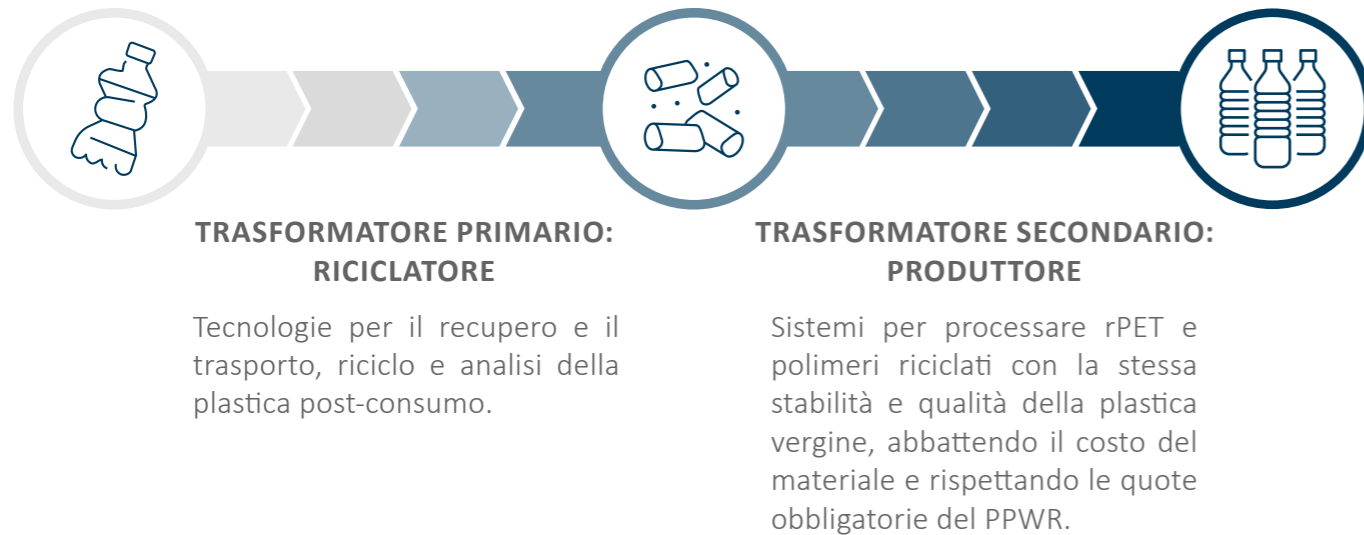 TRASFORMATORE PRIMARIO:
RICICLATORE
Tecnologie per il recupero e il
trasporto, riciclo e analisi della
plastica post-consumo.
TRASFORMATORE SECONDARIO:
PRODUTTORE
Sistemi per processare rPET e
polimeri riciclati con la stessa
stabilità e qualità della plastica
vergine, abbattendo il costo del
materiale e rispettando le quote
obbligatorie del PPWR.